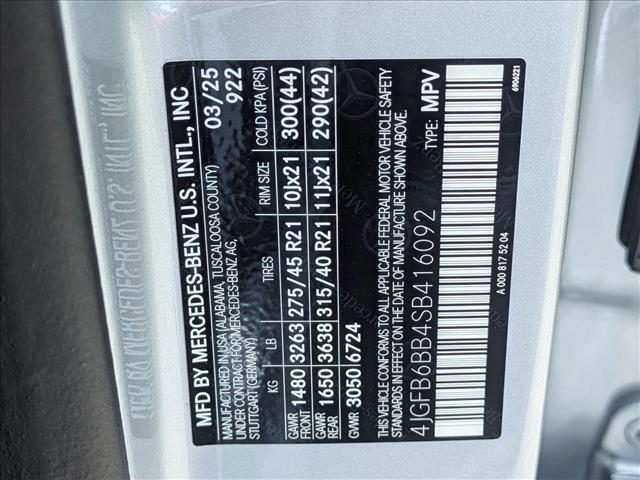 MFD BY MERCEDES-BENZ U.S. INTL., INC
MANUFACTURED IN USA (ALABAMA, TUSCALOOSA COUNTY) 03/25
UNDER CONTRACT FROM MERCEDES-BENZ AG, 922
STUTTGART (GERMANY)
KG LB TIRES RIM SIZE COLD KPA (PSI)
GAWR FRONT 1480 3263 275/45 R21 10Jx21 300(44)
GAWR REAR 1650 3638 315/40 R21 11Jx21 290(42)
GVWR 3050 6724
THIS VEHICLE CONFORMS TO ALL APPLICABLE FEDERAL MOTOR VEHICLE SAFETY
STANDARDS IN EFFECT ON THE DATE OF MANUFACTURE SHOWN ABOVE.
4JGFB6BB4SB416092 TYPE: MPV
A 000 817 52 04 6906221